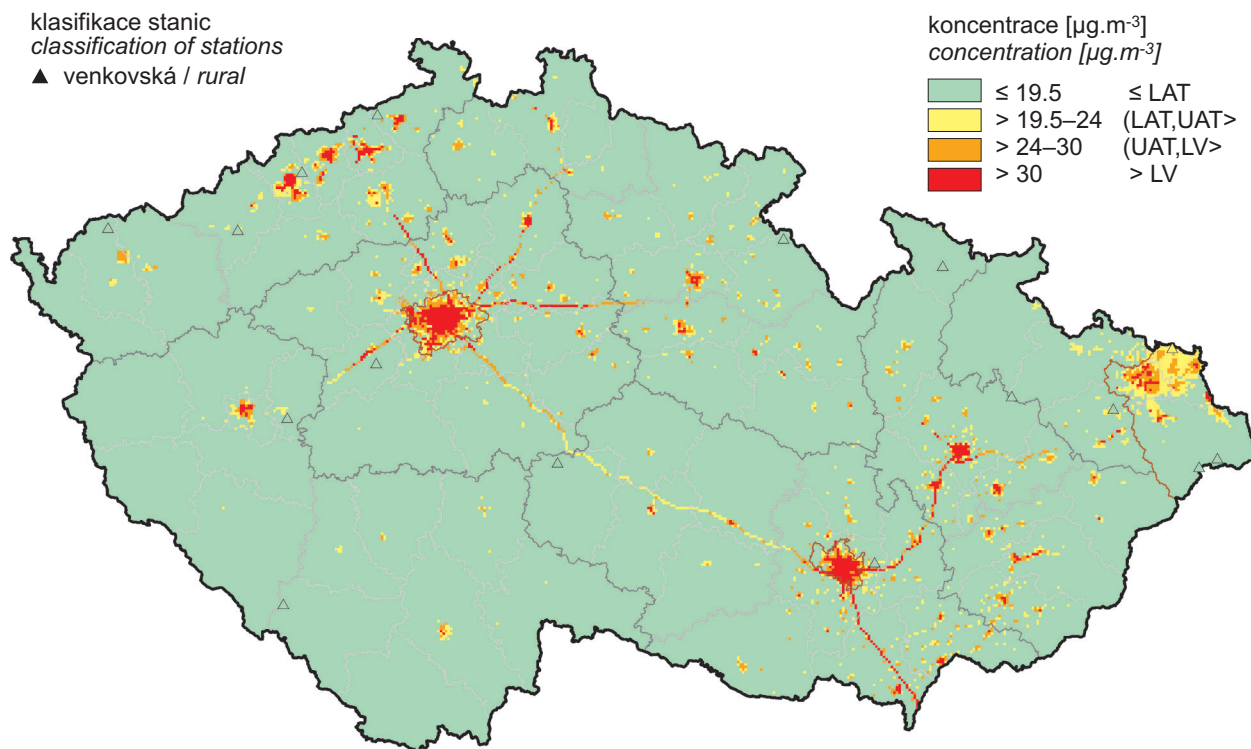 klasifikace stanic
classification of stations
▲ venkovská / rural
koncentrace [µg.m⁻³]
concentration [µg.m⁻³]
≤ 19.5 ≤ LAT
> 19.5–24 (LAT,UAT>
> 24–30 (UAT,LV>
> 30 > LV